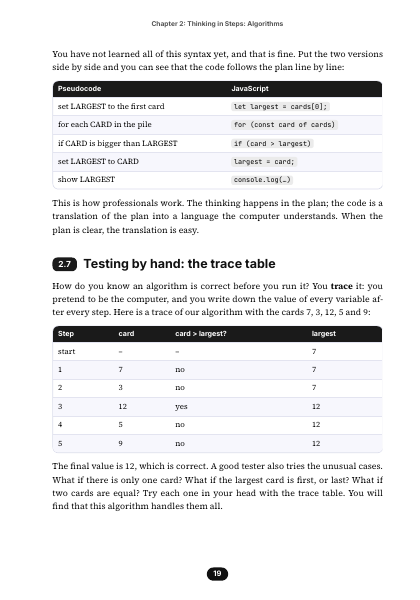 Chapter 2: Thinking in Steps: Algorithms
You have not learned all of this syntax yet, and that is fine. Put the two versions
side by side and you can see that the code follows the plan line by line:
Pseudocode JavaScript
set LARGEST to the first card let largest = cards[0];
for each CARD in the pile for (const card of cards)
if CARD is bigger than LARGEST if (card > largest)
set LARGEST to CARD largest = card;
show LARGEST console.log(…)
This is how professionals work. The thinking happens in the plan; the code is a
translation of the plan into a language the computer understands. When the
plan is clear, the translation is easy.
2.7 Testing by hand: the trace table
How do you know an algorithm is correct before you run it? You trace it: you
pretend to be the computer, and you write down the value of every variable af-
ter every step. Here is a trace of our algorithm with the cards 7, 3, 12, 5 and 9:
Step card card > largest? largest
start – – 7
1 7 no 7
2 3 no 7
3 12 yes 12
4 5 no 12
5 9 no 12
The final value is 12, which is correct. A good tester also tries the unusual cases.
What if there is only one card? What if the largest card is first, or last? What if
two cards are equal? Try each one in your head with the trace table. You will
find that this algorithm handles them all.
19